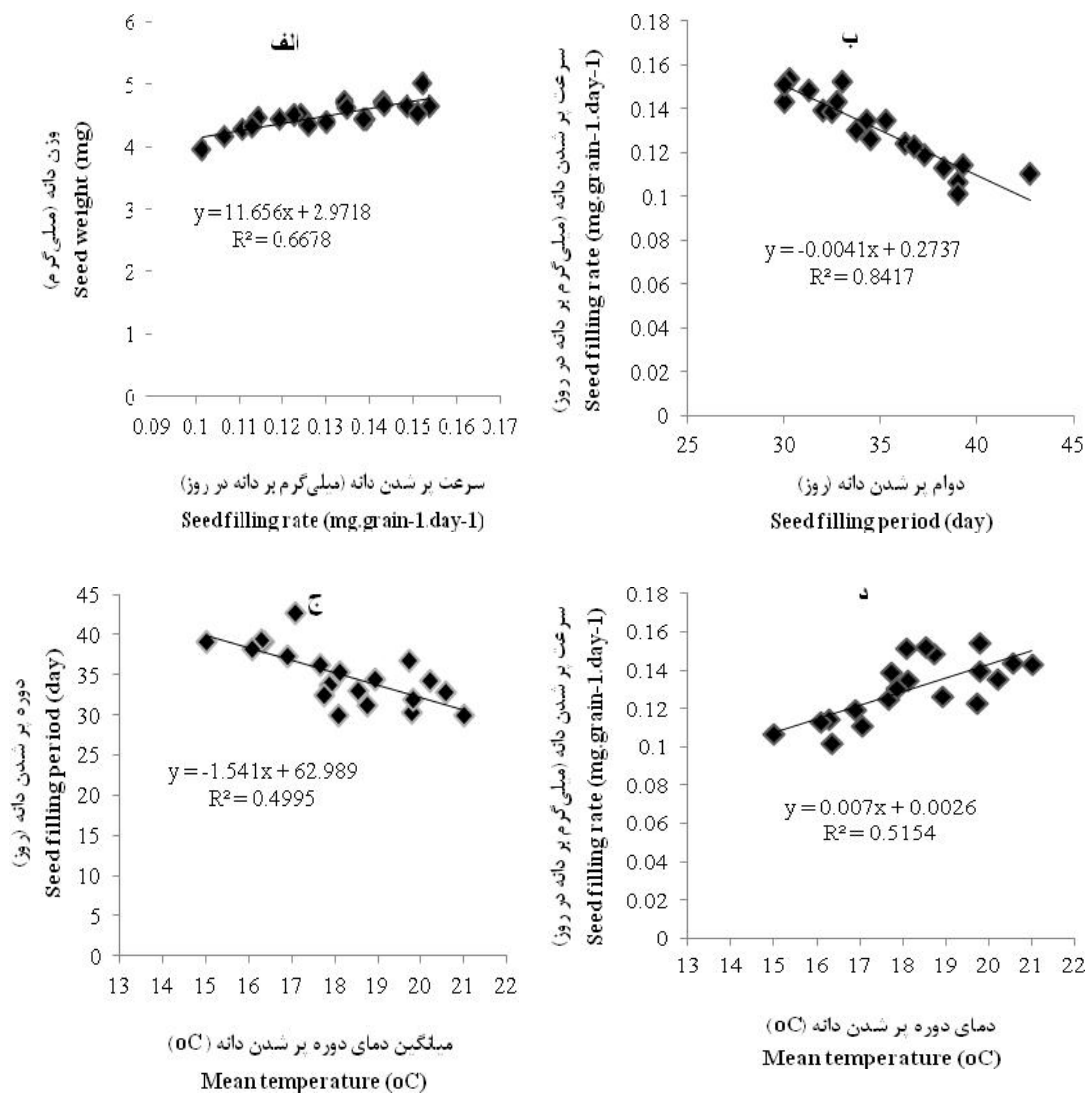 الف
6
5
4
3
2
1
0
0.09 0.1 0.11 0.12 0.13 0.14 0.15 0.16 0.17
y = 11.656x + 2.9718
R² = 0.6678
وزن دانه (میلی‌گرم)
Seed weight (mg)
سرعت پر شدن دانه (میلی‌گرم بر دانه در روز)
Seed filling rate (mg.grain-1.day-1)
ب
0.18
0.16
0.14
0.12
0.1
0.08
0.06
0.04
0.02
0
25 30 35 40 45
y = -0.0041x + 0.2737
R² = 0.8417
سرعت پر شدن دانه (میلی‌گرم بر دانه در روز)
Seed filling rate (mg.grain-1.day-1)
دوام پر شدن دانه (روز)
Seed filling period (day)
ج
45
40
35
30
25
20
15
10
5
0
13 14 15 16 17 18 19 20 21 22
y = -1.541x + 62.989
R² = 0.4995
دوره پر شدن دانه (روز)
Seed filling period (day)
میانگین دمای دوره پر شدن دانه (oC)
Mean temperature (oC)
د
0.18
0.16
0.14
0.12
0.1
0.08
0.06
0.04
0.02
0
13 14 15 16 17 18 19 20 21 22
y = 0.007x + 0.0026
R² = 0.5154
سرعت پر شدن دانه (میلی‌گرم بر دانه در روز)
Seed filling rate (mg.grain-1.day-1)
دمای دوره پر شدن دانه (oC)
Mean temperature (oC)